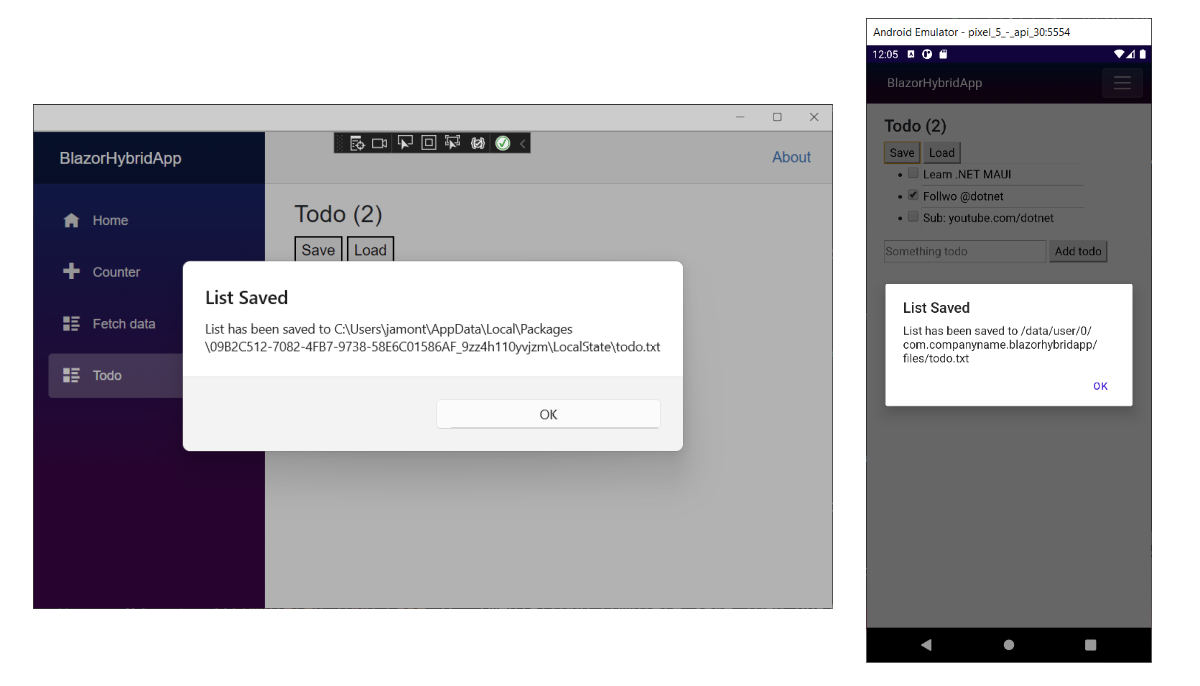 BlazorHybridApp
About
Home
Counter
Fetch data
Todo
Todo (2)
Save Load
List Saved
List has been saved to C:\Users\jamont\AppData\Local\Packages
\09B2C512-7082-4FB7-9738-58E6C01586AF_9zz4h110yvjzm\LocalState\todo.txt
OK
Android Emulator - pixel_5_-_api_30:5554
12:05
BlazorHybridApp
Todo (2)
Save Load
Learn .NET MAUI
Follwo @dotnet
Sub: youtube.com/dotnet
Something todo Add todo
List Saved
List has been saved to /data/user/0/
com.companyname.blazorhybridapp/
files/todo.txt
OK